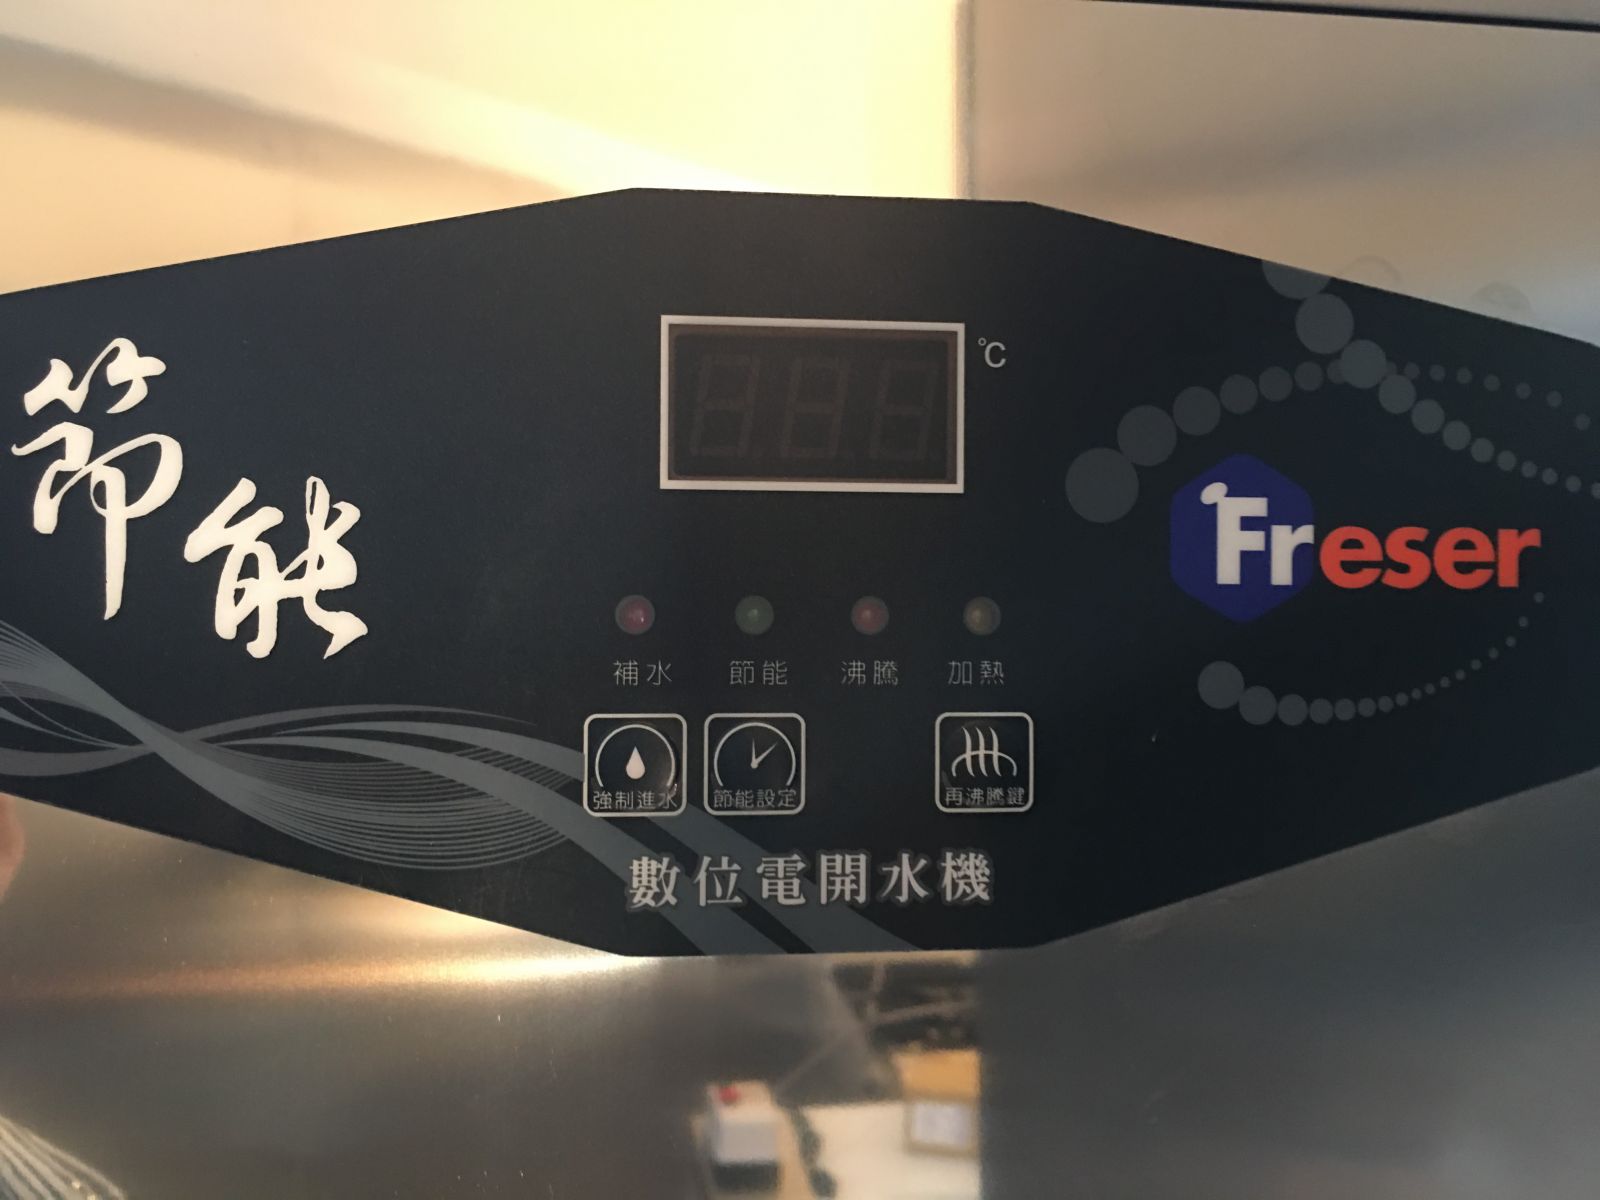 節能
℃
Freser
補水 節能 沸騰 加熱
強制進水 節能設定 再沸騰鍵
數位電開水機